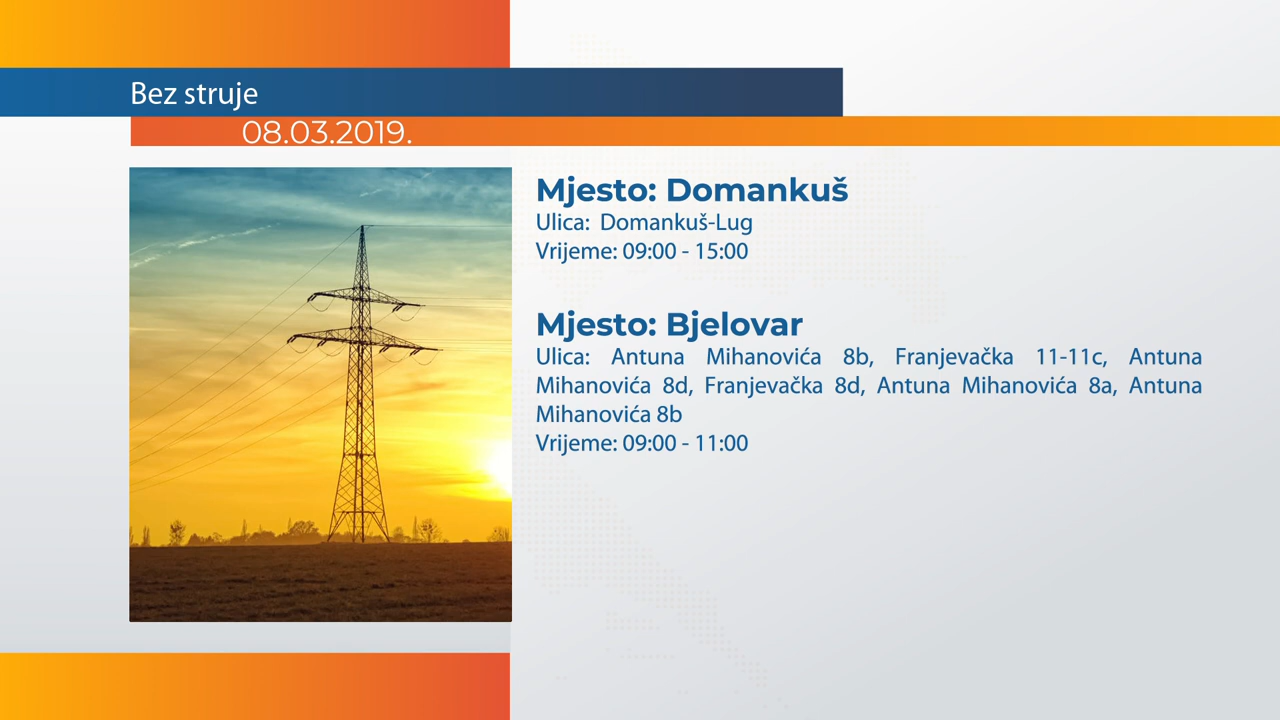 Bez struje
08.03.2019.
Mjesto: Domankuš
Ulica: Domankuš-Lug
Vrijeme: 09:00 - 15:00
Mjesto: Bjelovar
Ulica: Antuna Mihanovića 8b, Franjevačka 11-11c, Antuna
Mihanovića 8d, Franjevačka 8d, Antuna Mihanovića 8a, Antuna
Mihanovića 8b
Vrijeme: 09:00 - 11:00